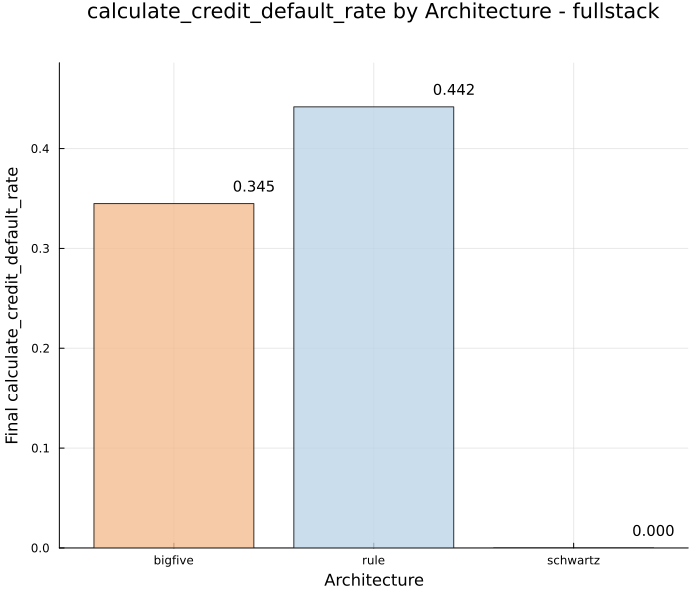 calculate_credit_default_rate by Architecture - fullstack
Final calculate_credit_default_rate
0.4
0.3
0.2
0.1
0.0
0.345
0.442
0.000
bigfive
rule
schwartz
Architecture